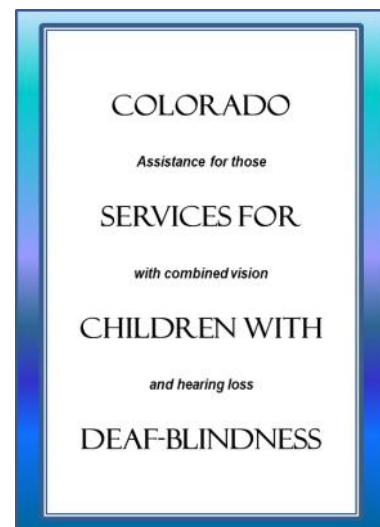 COLORADO
Assistance for those
SERVICES FOR
with combined vision
CHILDREN WITH
and hearing loss
DEAF-BLINDNESS